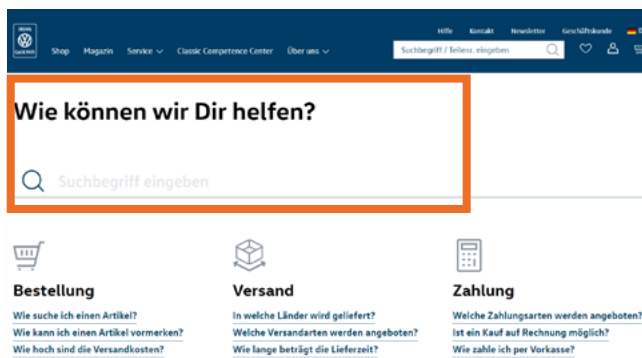 Hilfe Kontakt Newsletter Geschäftskunde
Shop Magazin Service Classic Competence Center Über uns
Suchbegriff / Teilenr. eingeben
Wie können wir Dir helfen?
Suchbegriff eingeben
Bestellung
Wie suche ich einen Artikel?
Wie kann ich einen Artikel vormerken?
Wie hoch sind die Versandkosten?
Versand
In welche Länder wird geliefert?
Welche Versandarten werden angeboten?
Wie lange beträgt die Lieferzeit?
Zahlung
Welche Zahlungsarten werden angeboten?
Ist ein Kauf auf Rechnung möglich?
Wie zahle ich per Vorkasse?